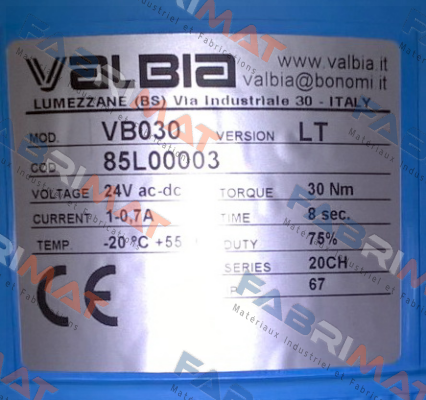 VALBIA www.valbia.it
valbia@bonomi.it
LUMEZZANE (BS) Via Industriale 30 - ITALY
MOD. VB030 VERSION LT
COD 85L00003
VOLTAGE 24V ac-dc TORQUE 30 Nm
CURRENT 1-0,7A TIME 8 sec.
TEMP. -20°C +55 DUTY 75%
SERIES 20CH
CE IP 67
FABRIMAT
Matériaux Industriel et Fabrications